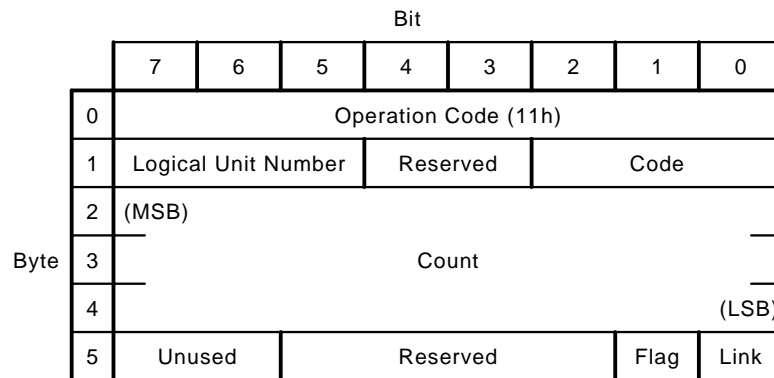 Bit
7 6 5 4 3 2 1 0
0 Operation Code (11h)
1 Logical Unit Number Reserved Code
2 (MSB)
Byte 3 Count
4 (LSB)
5 Unused Reserved Flag Link